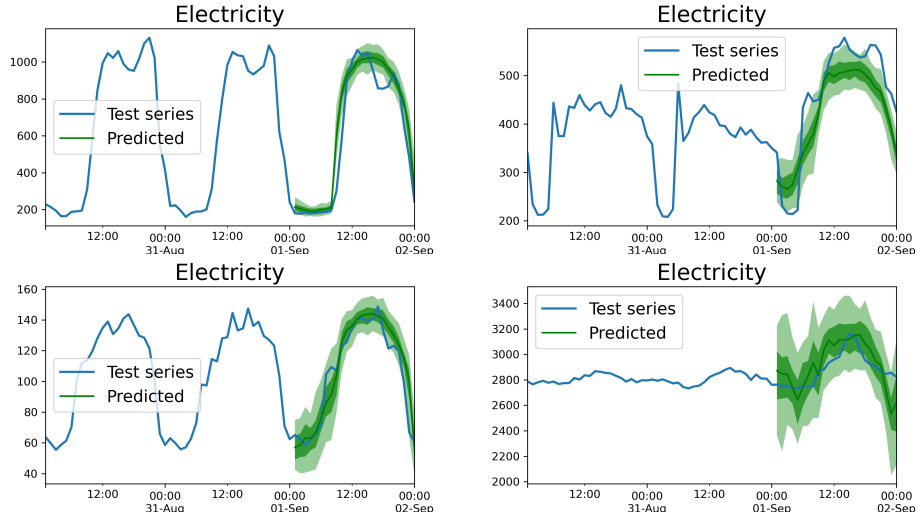 Electricity
1000
800
600
400
200
Test series
Predicted
12:00 00:00 12:00 00:00 12:00 00:00
31-Aug 01-Sep 02-Sep
Electricity
500
400
300
200
Test series
Predicted
12:00 00:00 12:00 00:00 12:00 00:00
31-Aug 01-Sep 02-Sep
Electricity
160
140
120
100
80
60
40
Test series
Predicted
12:00 00:00 12:00 00:00 12:00 00:00
31-Aug 01-Sep 02-Sep
Electricity
3400
3200
3000
2800
2600
2400
2200
2000
Test series
Predicted
12:00 00:00 12:00 00:00 12:00 00:00
31-Aug 01-Sep 02-Sep